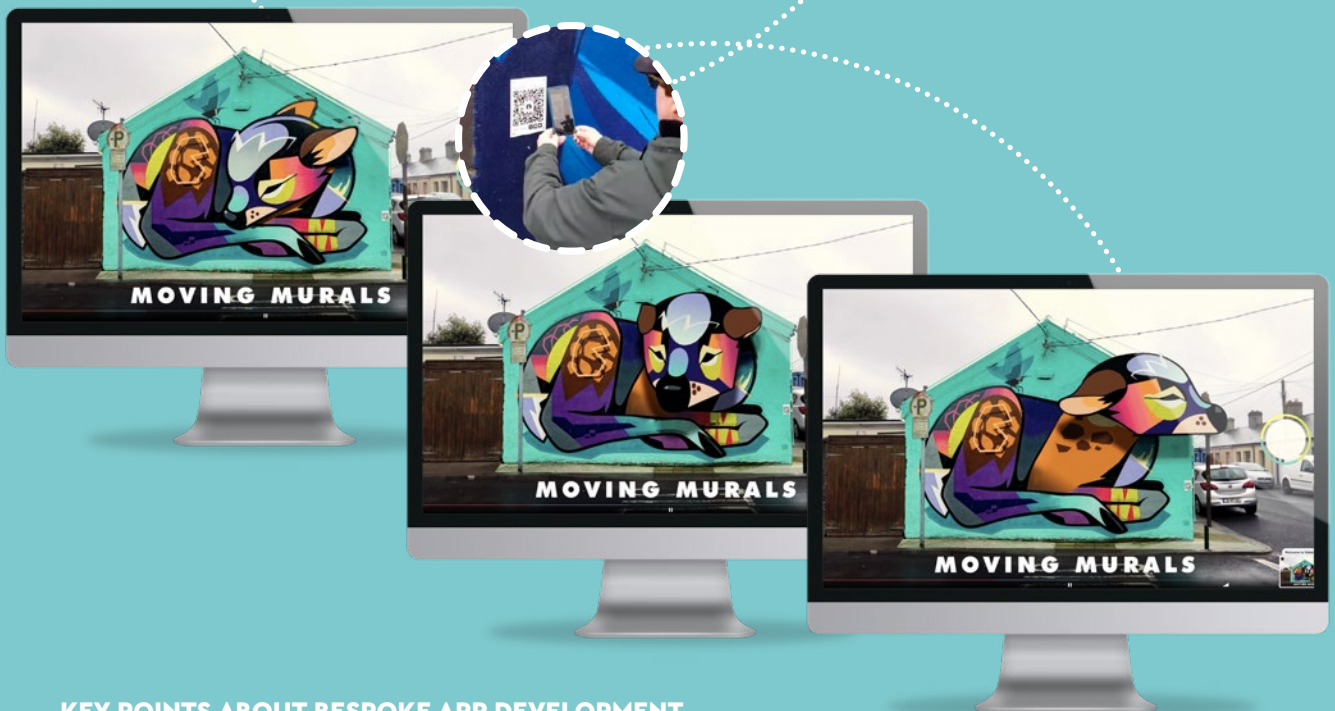 P
MOVING MURALS
P
MOVING MURALS
P
MOVING MURALS
KEY POINTS ABOUT BESPOKE APP DEVELOPMENT